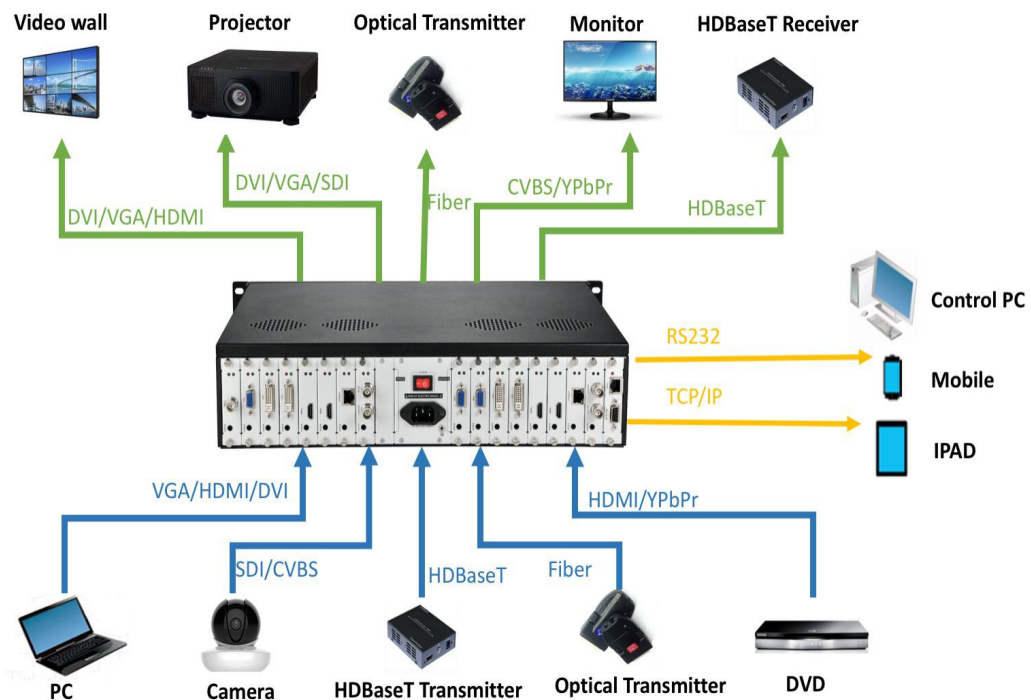 Video wall
Projector
Optical Transmitter
Monitor
HDBaseT Receiver
DVI/VGA/HDMI
DVI/VGA/SDI
Fiber
CVBS/YPbPr
HDBaseT
RS232
TCP/IP
Control PC
Mobile
IPAD
VGA/HDMI/DVI
SDI/CVBS
HDBaseT
Fiber
HDMI/YPbPr
PC
Camera
HDBaseT Transmitter
Optical Transmitter
DVD